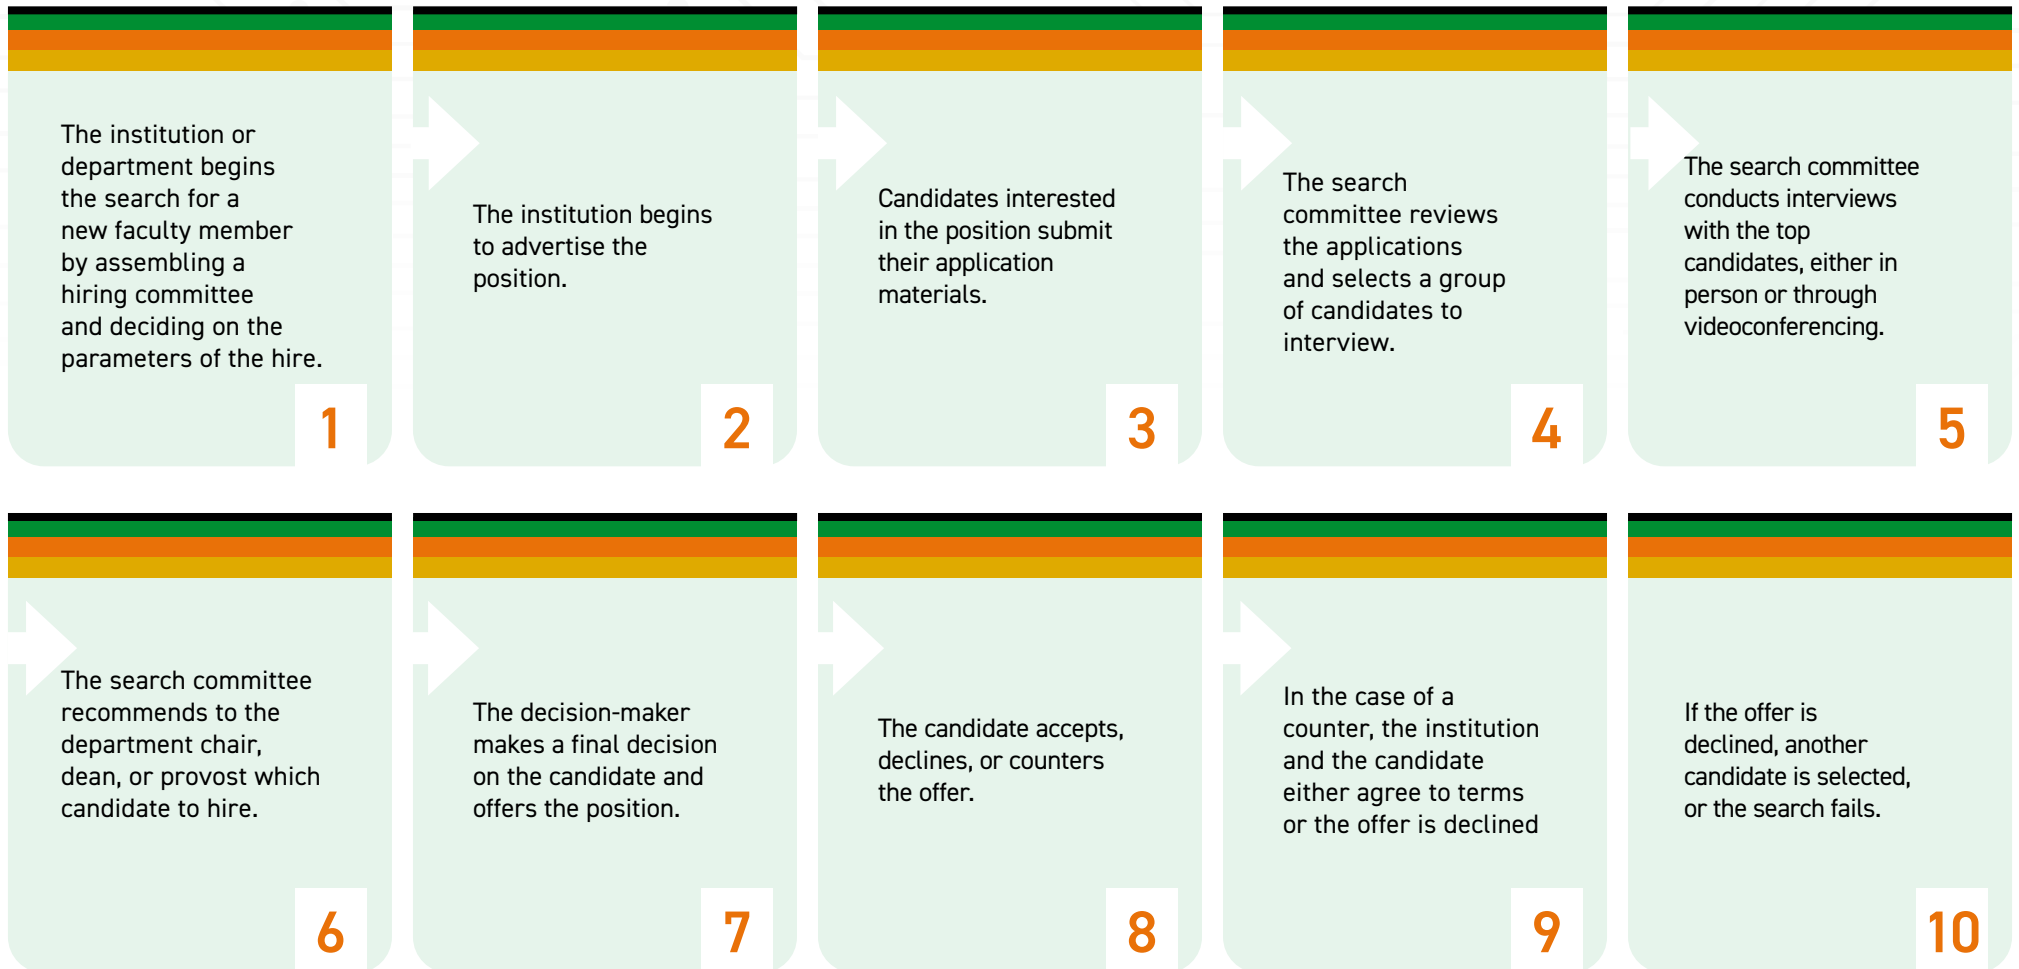 The institution or
department begins
the search for a
new faculty member
by assembling a
hiring committee
and deciding on the
parameters of the hire.
1
The institution begins
to advertise the
position.
2
Candidates interested
in the position submit
their application
materials.
3
The search
committee reviews
the applications
and selects a group
of candidates to
interview.
4
The search committee
conducts interviews
with the top
candidates, either in
person or through
videoconferencing.
5
The search committee
recommends to the
department chair,
dean, or provost which
candidate to hire.
6
The decision-maker
makes a final decision
on the candidate and
offers the position.
7
The candidate accepts,
declines, or counters
the offer.
8
In the case of a
counter, the institution
and the candidate
either agree to terms
or the offer is declined
9
If the offer is
declined, another
candidate is selected,
or the search fails.
10